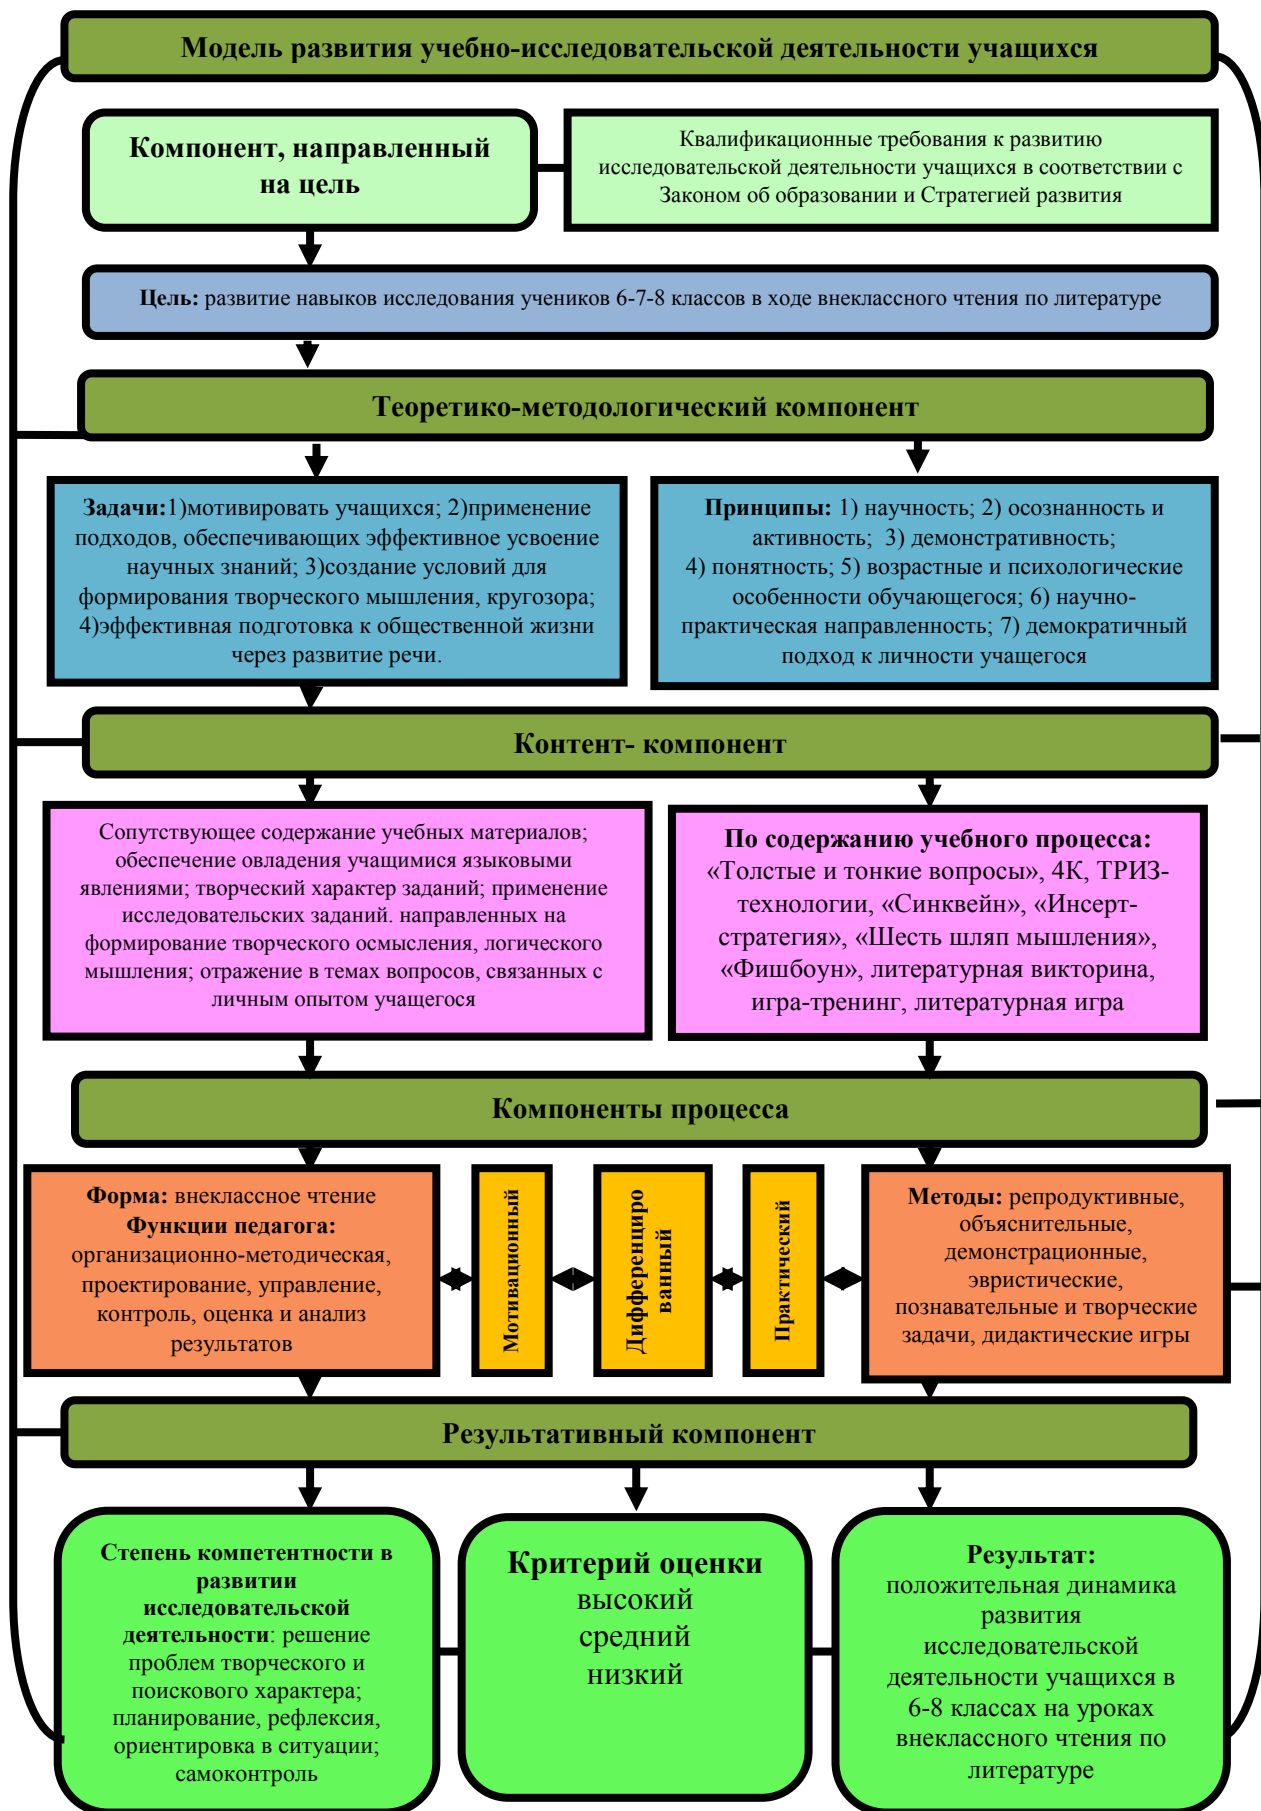 Модель развития учебно-исследовательской деятельности учащихся
Компонент, направленный
на цель
Квалификационные требования к развитию
исследовательской деятельности учащихся в соответствии с
Законом об образовании и Стратегией развития
Цель: развитие навыков исследования учеников 6-7-8 классов в ходе внеклассного чтения по литературе
Теоретико-методологический компонент
Задачи:1)мотивировать учащихся; 2)применение
подходов, обеспечивающих эффективное усвоение
научных знаний; 3)создание условий для
формирования творческого мышления, кругозора;
4)эффективная подготовка к общественной жизни
через развитие речи.
Принципы: 1) научность; 2) осознанность и
активность; 3) демонстративность;
4) понятность; 5) возрастные и психологические
особенности обучающегося; 6) научно-
практическая направленность; 7) демократичный
подход к личности учащегося
Контент- компонент
Сопутствующее содержание учебных материалов;
обеспечение овладения учащимися языковыми
явлениями; творческий характер заданий; применение
исследовательских заданий. направленных на
формирование творческого осмысления, логического
мышления; отражение в темах вопросов, связанных с
личным опытом учащегося
По содержанию учебного процесса:
«Толстые и тонкие вопросы», 4К, ТРИЗ-
технологии, «Синквейн», «Инсерт-
стратегия», «Шесть шляп мышления»,
«Фишбоун», литературная викторина,
игра-тренинг, литературная игра
Компоненты процесса
Форма: внеклассное чтение
Функции педагога:
организационно-методическая,
проектирование, управление,
контроль, оценка и анализ
результатов
Мотивационный
Дифференциро
ванный
Практический
Методы: репродуктивные,
объяснительные,
демонстрационные,
эвристические,
познавательные и творческие
задачи, дидактические игры
Результативный компонент
Степень компетентности в
развитии
исследовательской
деятельности: решение
проблем творческого и
поискового характера;
планирование, рефлексия,
ориентировка в ситуации;
самоконтроль
Критерий оценки
высокий
средний
низкий
Результат:
положительная динамика
развития
исследовательской
деятельности учащихся в
6-8 классах на уроках
внеклассного чтения по
литературе